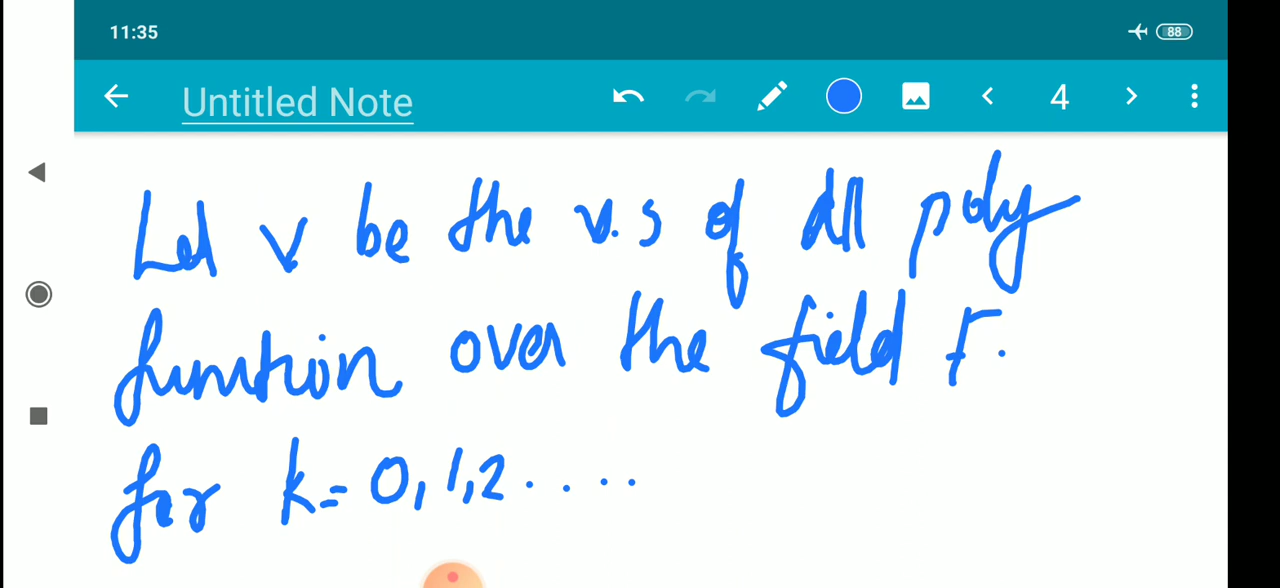 11:35
88
Untitled Note
4
Let V be the v.s of all poly
function over the field F.
for k = 0, 1, 2 . . . .